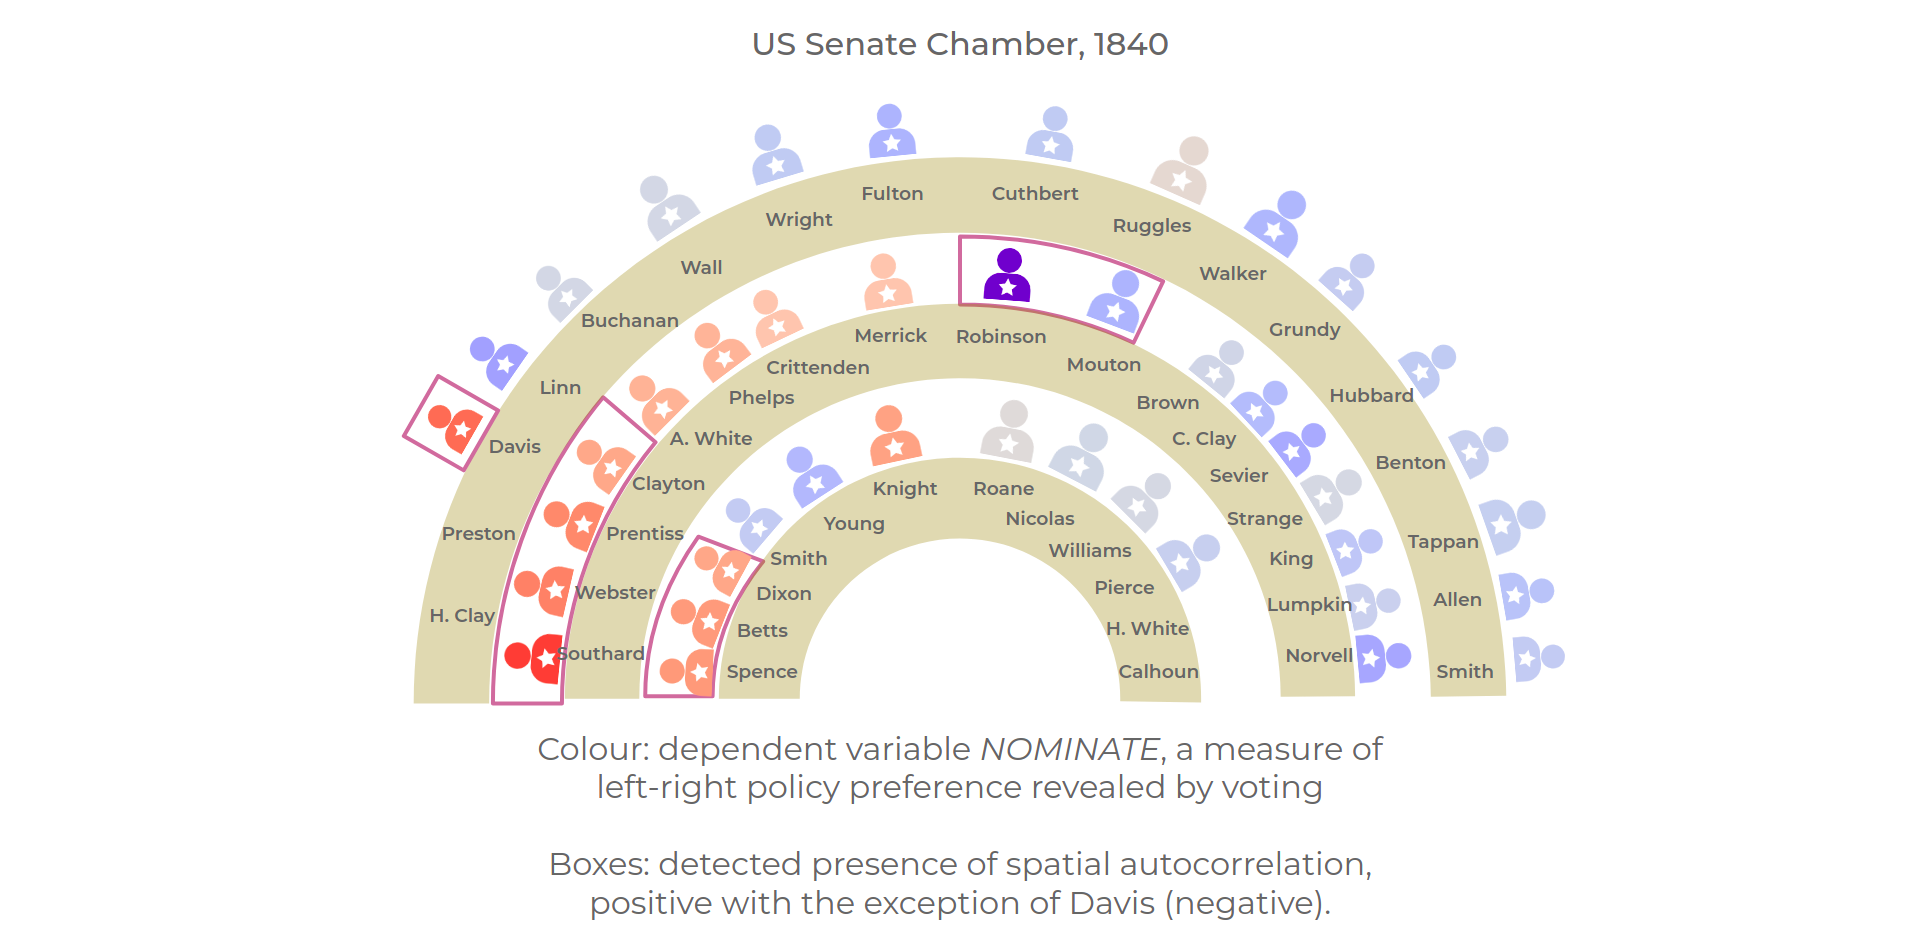 US Senate Chamber, 1840
Fulton
Cuthbert
Wright
Ruggles
Wall
Walker
Buchanan
Grundy
Linn
Hubbard
Davis
Benton
Preston
Tappan
H. Clay
Allen
Smith
Merrick
Robinson
Crittenden
Mouton
Phelps
Brown
A. White
C. Clay
Clayton
Sevier
Prentiss
Strange
Webster
King
Southard
Lumpkin
Norvell
Knight
Roane
Young
Nicolas
Smith
Williams
Dixon
Pierce
Betts
H. White
Spence
Calhoun
Colour: dependent variable NOMINATE, a measure of
left-right policy preference revealed by voting
Boxes: detected presence of spatial autocorrelation,
positive with the exception of Davis (negative).